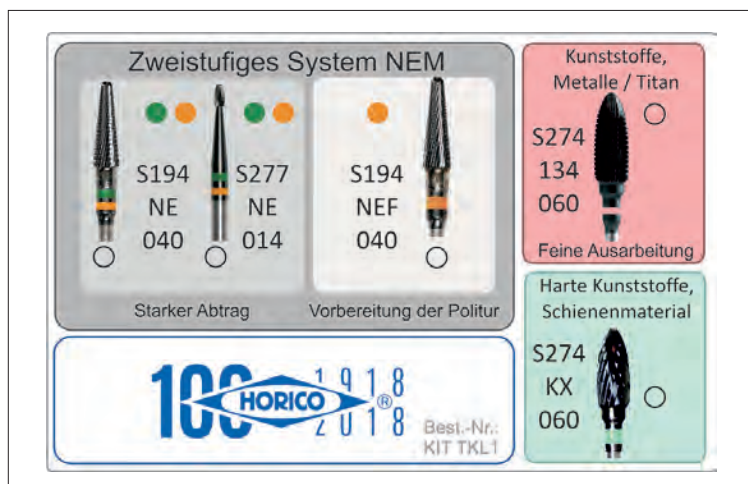 Zweistufiges System NEM
S194
NE
040
S277
NE
014
Starker Abtrag
S194
NEF
040
Vorbereitung der Politur
Kunststoffe,
Metalle / Titan
S274
134
060
Feine Ausarbeitung
Harte Kunststoffe,
Schienenmaterial
S274
KX
060
100 HORICO ®
1918
2018
Best.-Nr.:
KIT TKL1